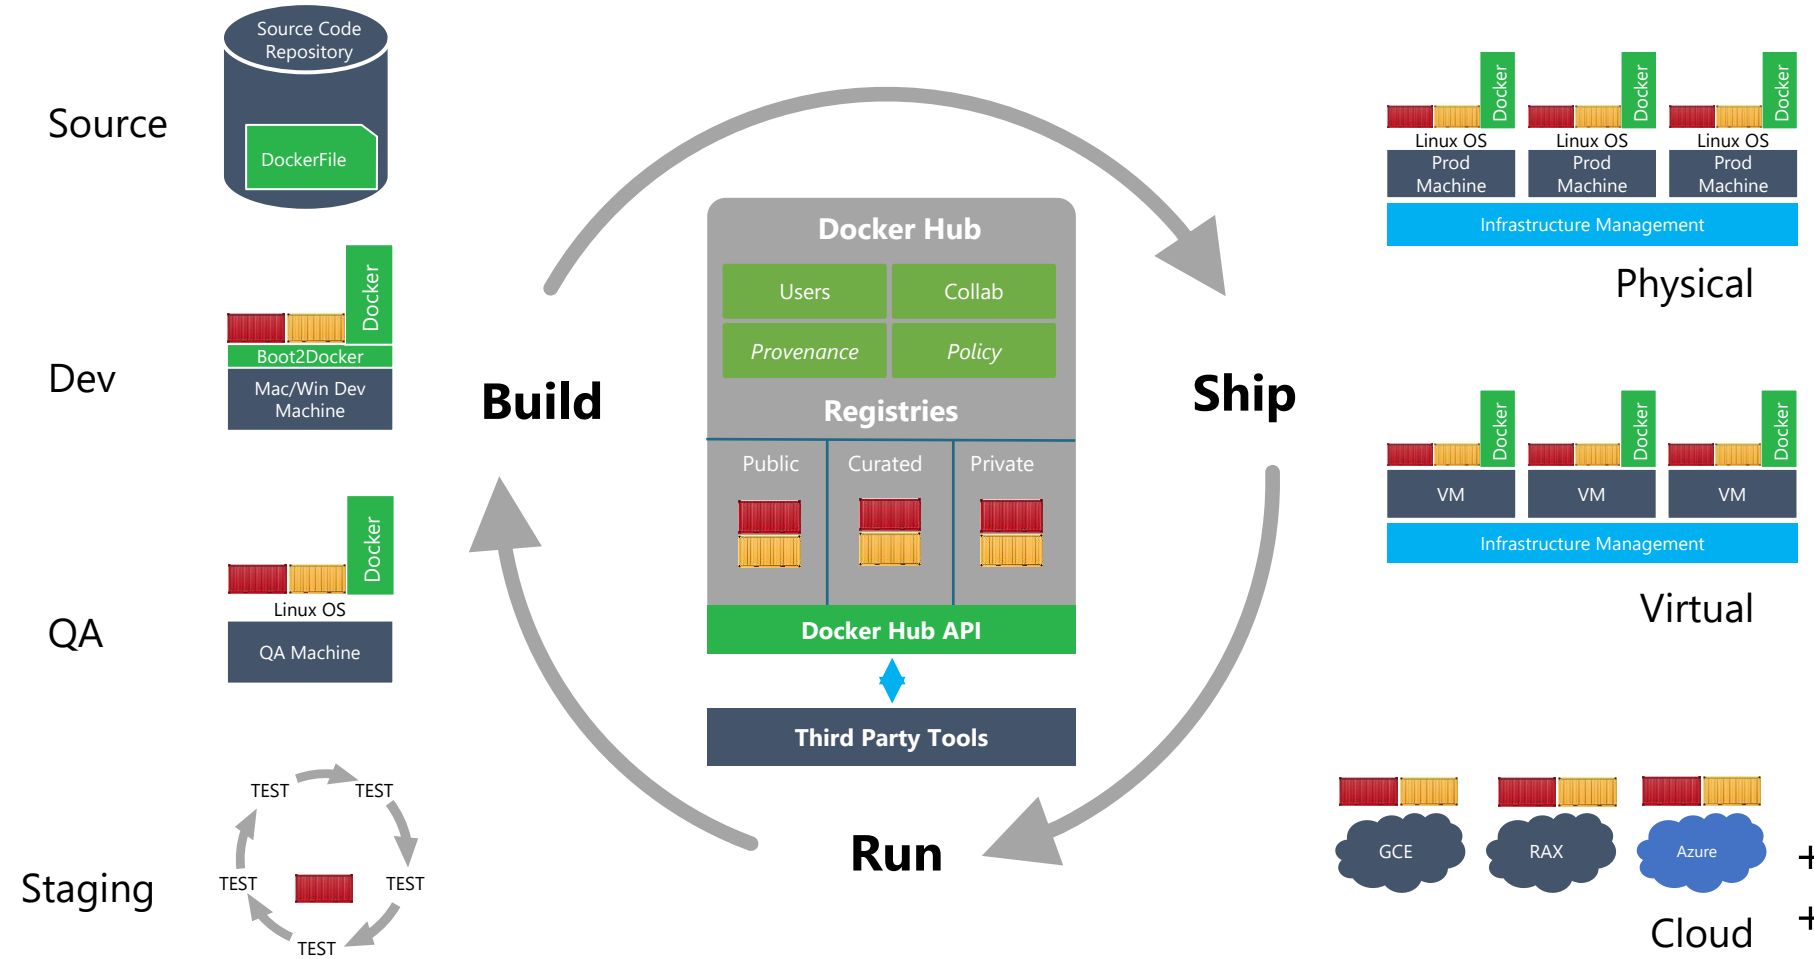 Source
Source Code
Repository
DockerFile
Dev
Docker
Boot2Docker
Mac/Win Dev
Machine
QA
Docker
Linux OS
QA Machine
Staging
TEST
TEST
TEST
TEST
TEST
Build
Ship
Run
Docker Hub
Users
Collab
Provenance
Policy
Registries
Public
Curated
Private
Docker Hub API
Third Party Tools
Docker
Docker
Docker
Linux OS
Linux OS
Linux OS
Prod
Machine
Prod
Machine
Prod
Machine
Infrastructure Management
Physical
Docker
Docker
Docker
VM
VM
VM
Infrastructure Management
Virtual
GCE
RAX
Azure
+
Cloud
+